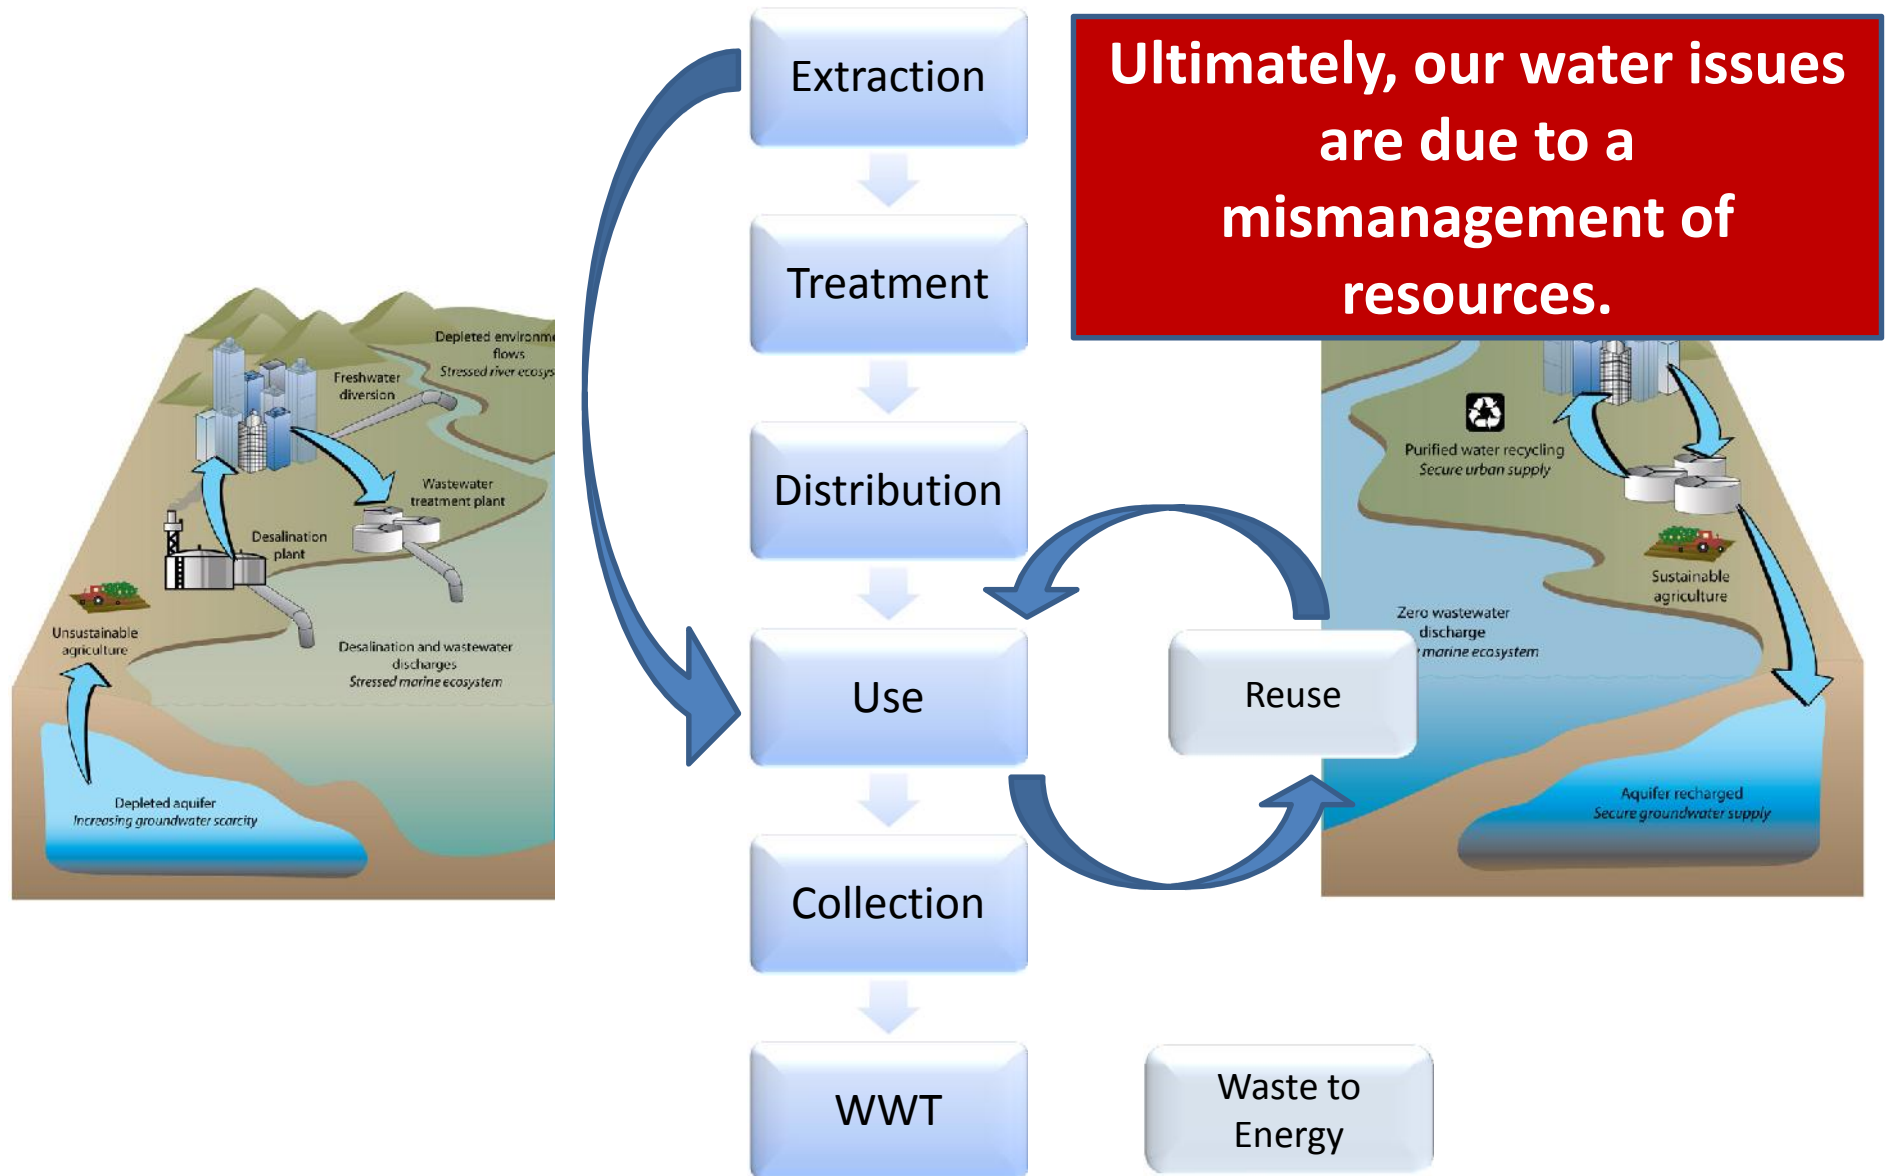 Extraction
Treatment
Distribution
Use
Collection
WWT
Reuse
Waste to
Energy
Ultimately, our water issues
are due to a
mismanagement of
resources.
Depleted
flows
Stressed river
Freshwater
diversion
Wastewater
treatment plant
Desalination
plant
Unsustainable
agriculture
Desalination and wastewater
discharges
Stressed marine ecosystem
Depleted aquifer
Increasing groundwater scarcity
Purified water recycling
Secure urban supply
Sustainable
agriculture
Zero wastewater
discharge
marine ecosystem
Aquifer recharged
Secure groundwater supply